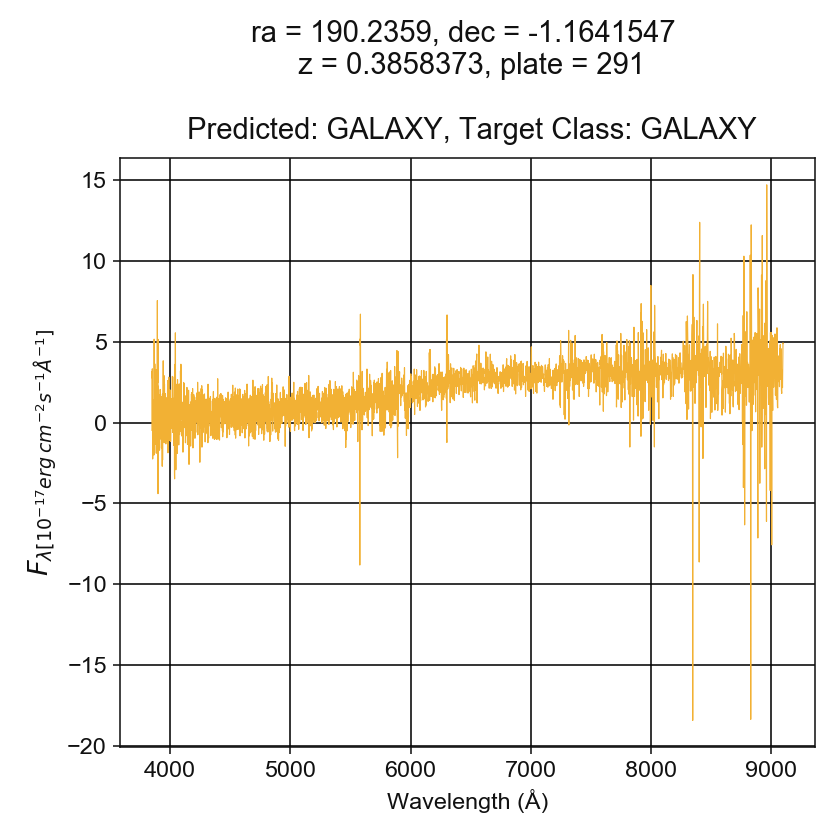 ra = 190.2359, dec = -1.1641547
z = 0.3858373, plate = 291
Predicted: GALAXY, Target Class: GALAXY
15
10
5
0
−5
−10
−15
−20
F_λ[10^−17 erg cm^−2 s^−1 Å^−1]
4000
5000
6000
7000
8000
9000
Wavelength (Å)